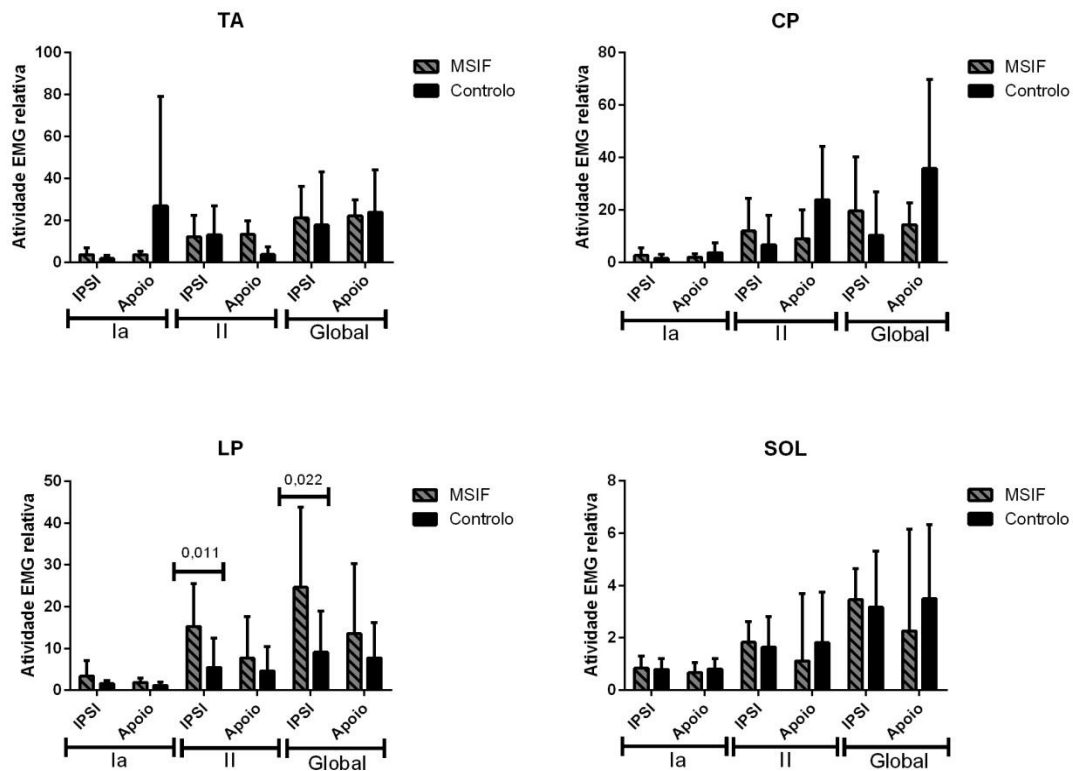 TA
Atividade EMG relativa
100
80
60
40
20
0
MSIF
Controlo
IPSI
Apoio
IPSI
Apoio
IPSI
Apoio
Ia
II
Global
CP
Atividade EMG relativa
80
60
40
20
0
MSIF
Controlo
IPSI
Apoio
IPSI
Apoio
IPSI
Apoio
Ia
II
Global
LP
Atividade EMG relativa
50
40
30
20
10
0
0,011
0,022
MSIF
Controlo
IPSI
Apoio
IPSI
Apoio
IPSI
Apoio
Ia
II
Global
SOL
Atividade EMG relativa
8
6
4
2
0
MSIF
Controlo
IPSI
Apoio
IPSI
Apoio
IPSI
Apoio
Ia
II
Global